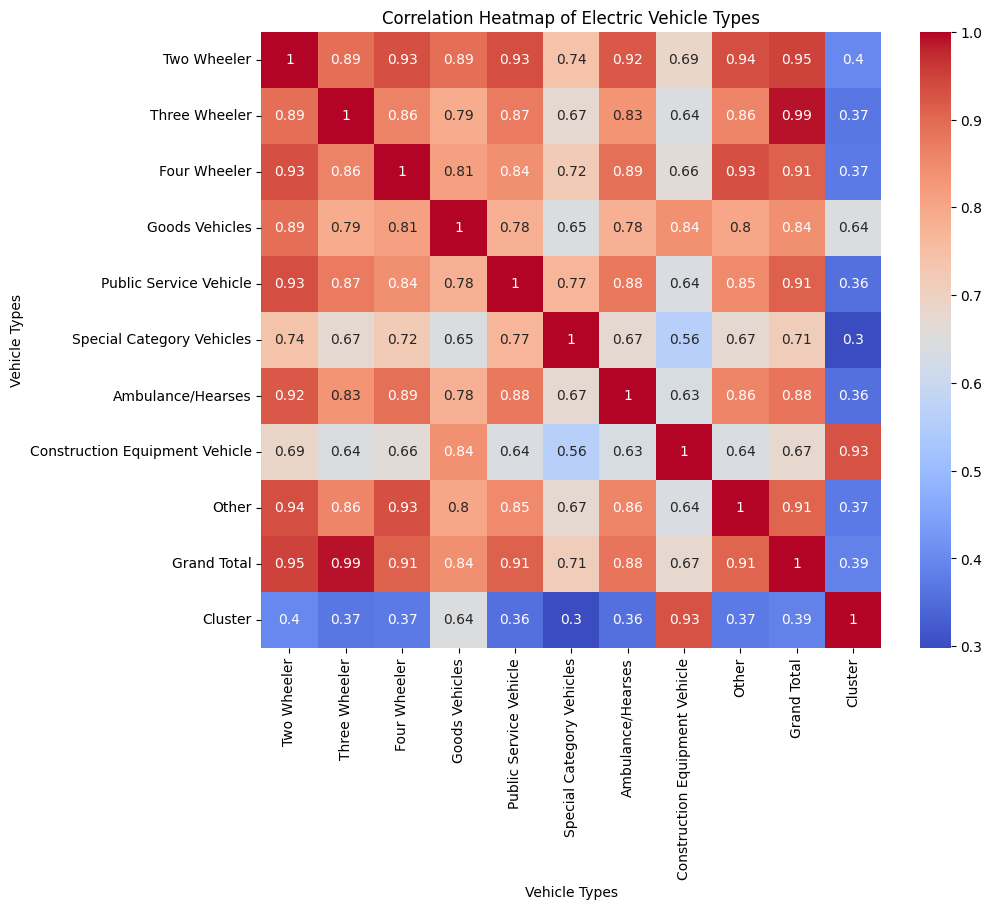 Correlation Heatmap of Electric Vehicle Types
Vehicle Types
Two Wheeler 1 0.89 0.93 0.89 0.93 0.74 0.92 0.69 0.94 0.95 0.4
Three Wheeler 0.89 1 0.86 0.79 0.87 0.67 0.83 0.64 0.86 0.99 0.37
Four Wheeler 0.93 0.86 1 0.81 0.84 0.72 0.89 0.66 0.93 0.91 0.37
Goods Vehicles 0.89 0.79 0.81 1 0.78 0.65 0.78 0.84 0.8 0.84 0.64
Public Service Vehicle 0.93 0.87 0.84 0.78 1 0.77 0.88 0.64 0.85 0.91 0.36
Special Category Vehicles 0.74 0.67 0.72 0.65 0.77 1 0.67 0.56 0.67 0.71 0.3
Ambulance/Hearses 0.92 0.83 0.89 0.78 0.88 0.67 1 0.63 0.86 0.88 0.36
Construction Equipment Vehicle 0.69 0.64 0.66 0.84 0.64 0.56 0.63 1 0.64 0.67 0.93
Other 0.94 0.86 0.93 0.8 0.85 0.67 0.86 0.64 1 0.91 0.37
Grand Total 0.95 0.99 0.91 0.84 0.91 0.71 0.88 0.67 0.91 1 0.39
Cluster 0.4 0.37 0.37 0.64 0.36 0.3 0.36 0.93 0.37 0.39 1
Two Wheeler
Three Wheeler
Four Wheeler
Goods Vehicles
Public Service Vehicle
Special Category Vehicles
Ambulance/Hearses
Construction Equipment Vehicle
Other
Grand Total
Cluster
Vehicle Types
1.0
0.9
0.8
0.7
0.6
0.5
0.4
0.3